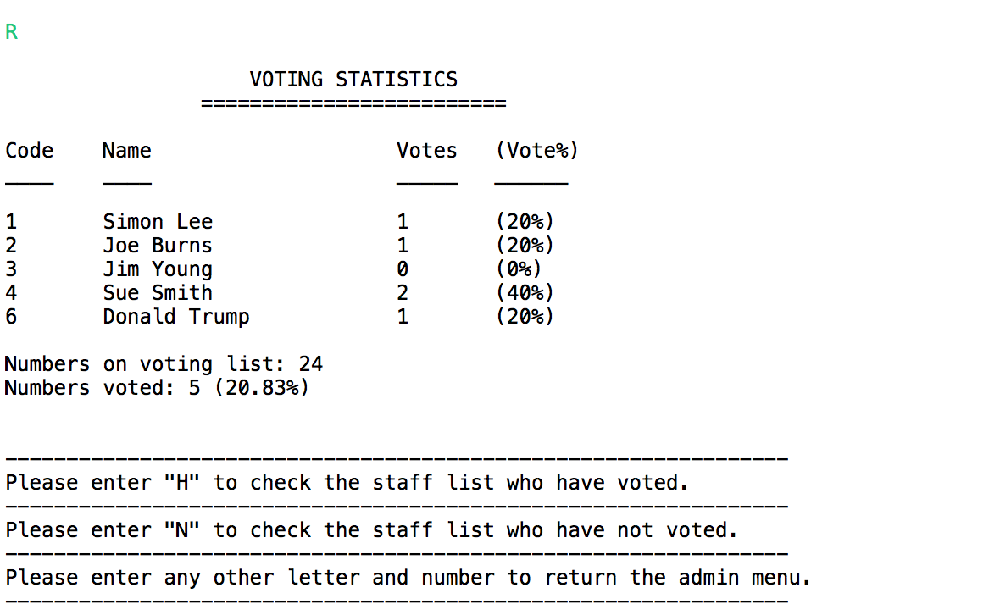 R
VOTING STATISTICS
=========================
Code Name Votes (Vote%)
____ ____ _____ ______
1 Simon Lee 1 (20%)
2 Joe Burns 1 (20%)
3 Jim Young 0 (0%)
4 Sue Smith 2 (40%)
6 Donald Trump 1 (20%)
Numbers on voting list: 24
Numbers voted: 5 (20.83%)
----------------------------------------------------------------
Please enter "H" to check the staff list who have voted.
----------------------------------------------------------------
Please enter "N" to check the staff list who have not voted.
----------------------------------------------------------------
Please enter any other letter and number to return the admin menu.
----------------------------------------------------------------